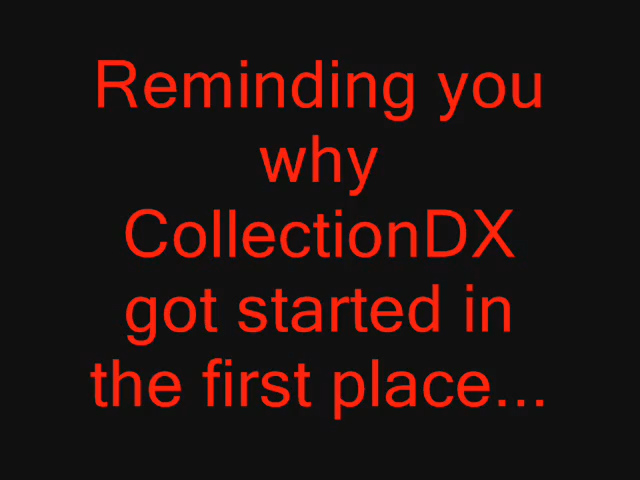 Reminding you
why
CollectionDX
got started in
the first place...